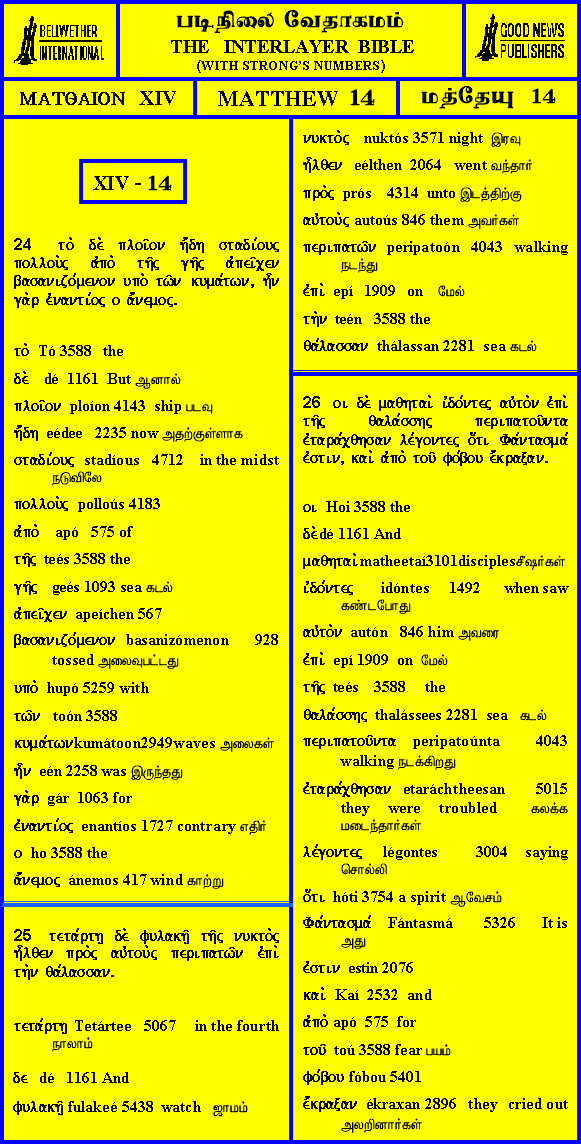 BELLWETHER
INTERNATIONAL
படிநிலை வேதாகமம்
THE INTERLAYER BIBLE
(WITH STRONG'S NUMBERS)
GOOD NEWS
PUBLISHERS
ΜΑΤΘΑΙΟΝ XIV
MATTHEW 14
மத்தேயு 14
XIV - 14
24 τὸ δὲ πλοῖον ἤδη σταδίους
πολλοὺς ἀπὸ τῆς γῆς ἀπεῖχεν
βασανιζόμενον υπὸ τῶν κυμάτων, ἦν
γὰρ ἐναντίος ο ἄνεμος.
τὸ Tó 3588 the
δὲ dé 1161 But ஆனால்
πλοῖον ploíon 4143 ship படவு
ἤδη eédee 2235 now அதற்குள்ளாக
σταδίους stadíous 4712 in the midst
நடுவிலே
πολλοὺς polloús 4183
ἀπὸ apó 575 of
τῆς teés 3588 the
γῆς geés 1093 sea கடல்
ἀπεῖχεν apeíchen 567
βασανιζόμενον basanizómenon 928
tossed அலைவுபட்டது
υπὸ hupó 5259 with
τῶν toón 3588
κυμάτων kumátoon 2949 waves அலைகள்
ἦν eén 2258 was இருந்தது
γὰρ gár 1063 for
ἐναντίος enantíos 1727 contrary எதிர்
ο ho 3588 the
ἄνεμος ánemos 417 wind காற்று
25 τετάρτῃ δὲ φυλακῇ τῆς νυκτὸς
ἦλθεν πρὸς αὐτοὺς περιπατῶν ἐπὶ
τὴν θάλασσαν.
τετάρτῃ Tetártee 5067 in the fourth
நாலாம்
δε dé 1161 And
φυλακῇ fulakeé 5438 watch ஜாமம்
νυκτὸς nuktós 3571 night இரவு
ἦλθεν eélthen 2064 went வந்தார்
πρὸς prós 4314 unto இடத்திற்கு
αὐτοὺς autoús 846 them அவர்கள்
περιπατῶν peripatoón 4043 walking
நடந்து
ἐπὶ epí 1909 on மேல்
τὴν teén 3588 the
θάλασσαν thálassan 2281 sea கடல்
26 οι δὲ μαθηταὶ ἰδόντες αὐτὸν ἐπὶ
τῆς θαλάσσης περιπατοῦντα
ἐταράχθησαν λέγοντες ὅτι Φάντασμά
ἐστιν, καὶ ἀπὸ τοῦ φόβου ἔκραξαν.
οι Hoi 3588 the
δὲ dé 1161 And
μαθηταὶ matheetaí 3101 disciples சீஷர்கள்
ἰδόντες idóntes 1492 when saw
கண்டபோது
αὐτὸν autón 846 him அவரை
ἐπὶ epí 1909 on மேல்
τῆς teés 3588 the
θαλάσσης thalássees 2281 sea கடல்
περιπατοῦντα peripatoúnta 4043
walking நடக்கிறது
ἐταράχθησαν etaráchtheesan 5015
they were troubled கலக்க
மடைந்தார்கள்
λέγοντες légontes 3004 saying
சொல்லி
ὅτι hóti 3754 a spirit ஆவேசம்
Φάντασμά Fántasmá 5326 It is
அது
ἐστιν estin 2076
καὶ Kaí 2532 and
ἀπὸ apó 575 for
τοῦ toú 3588 fear பயம்
φόβου fóbou 5401
ἔκραξαν ékraxan 2896 they cried out
அலறினார்கள்